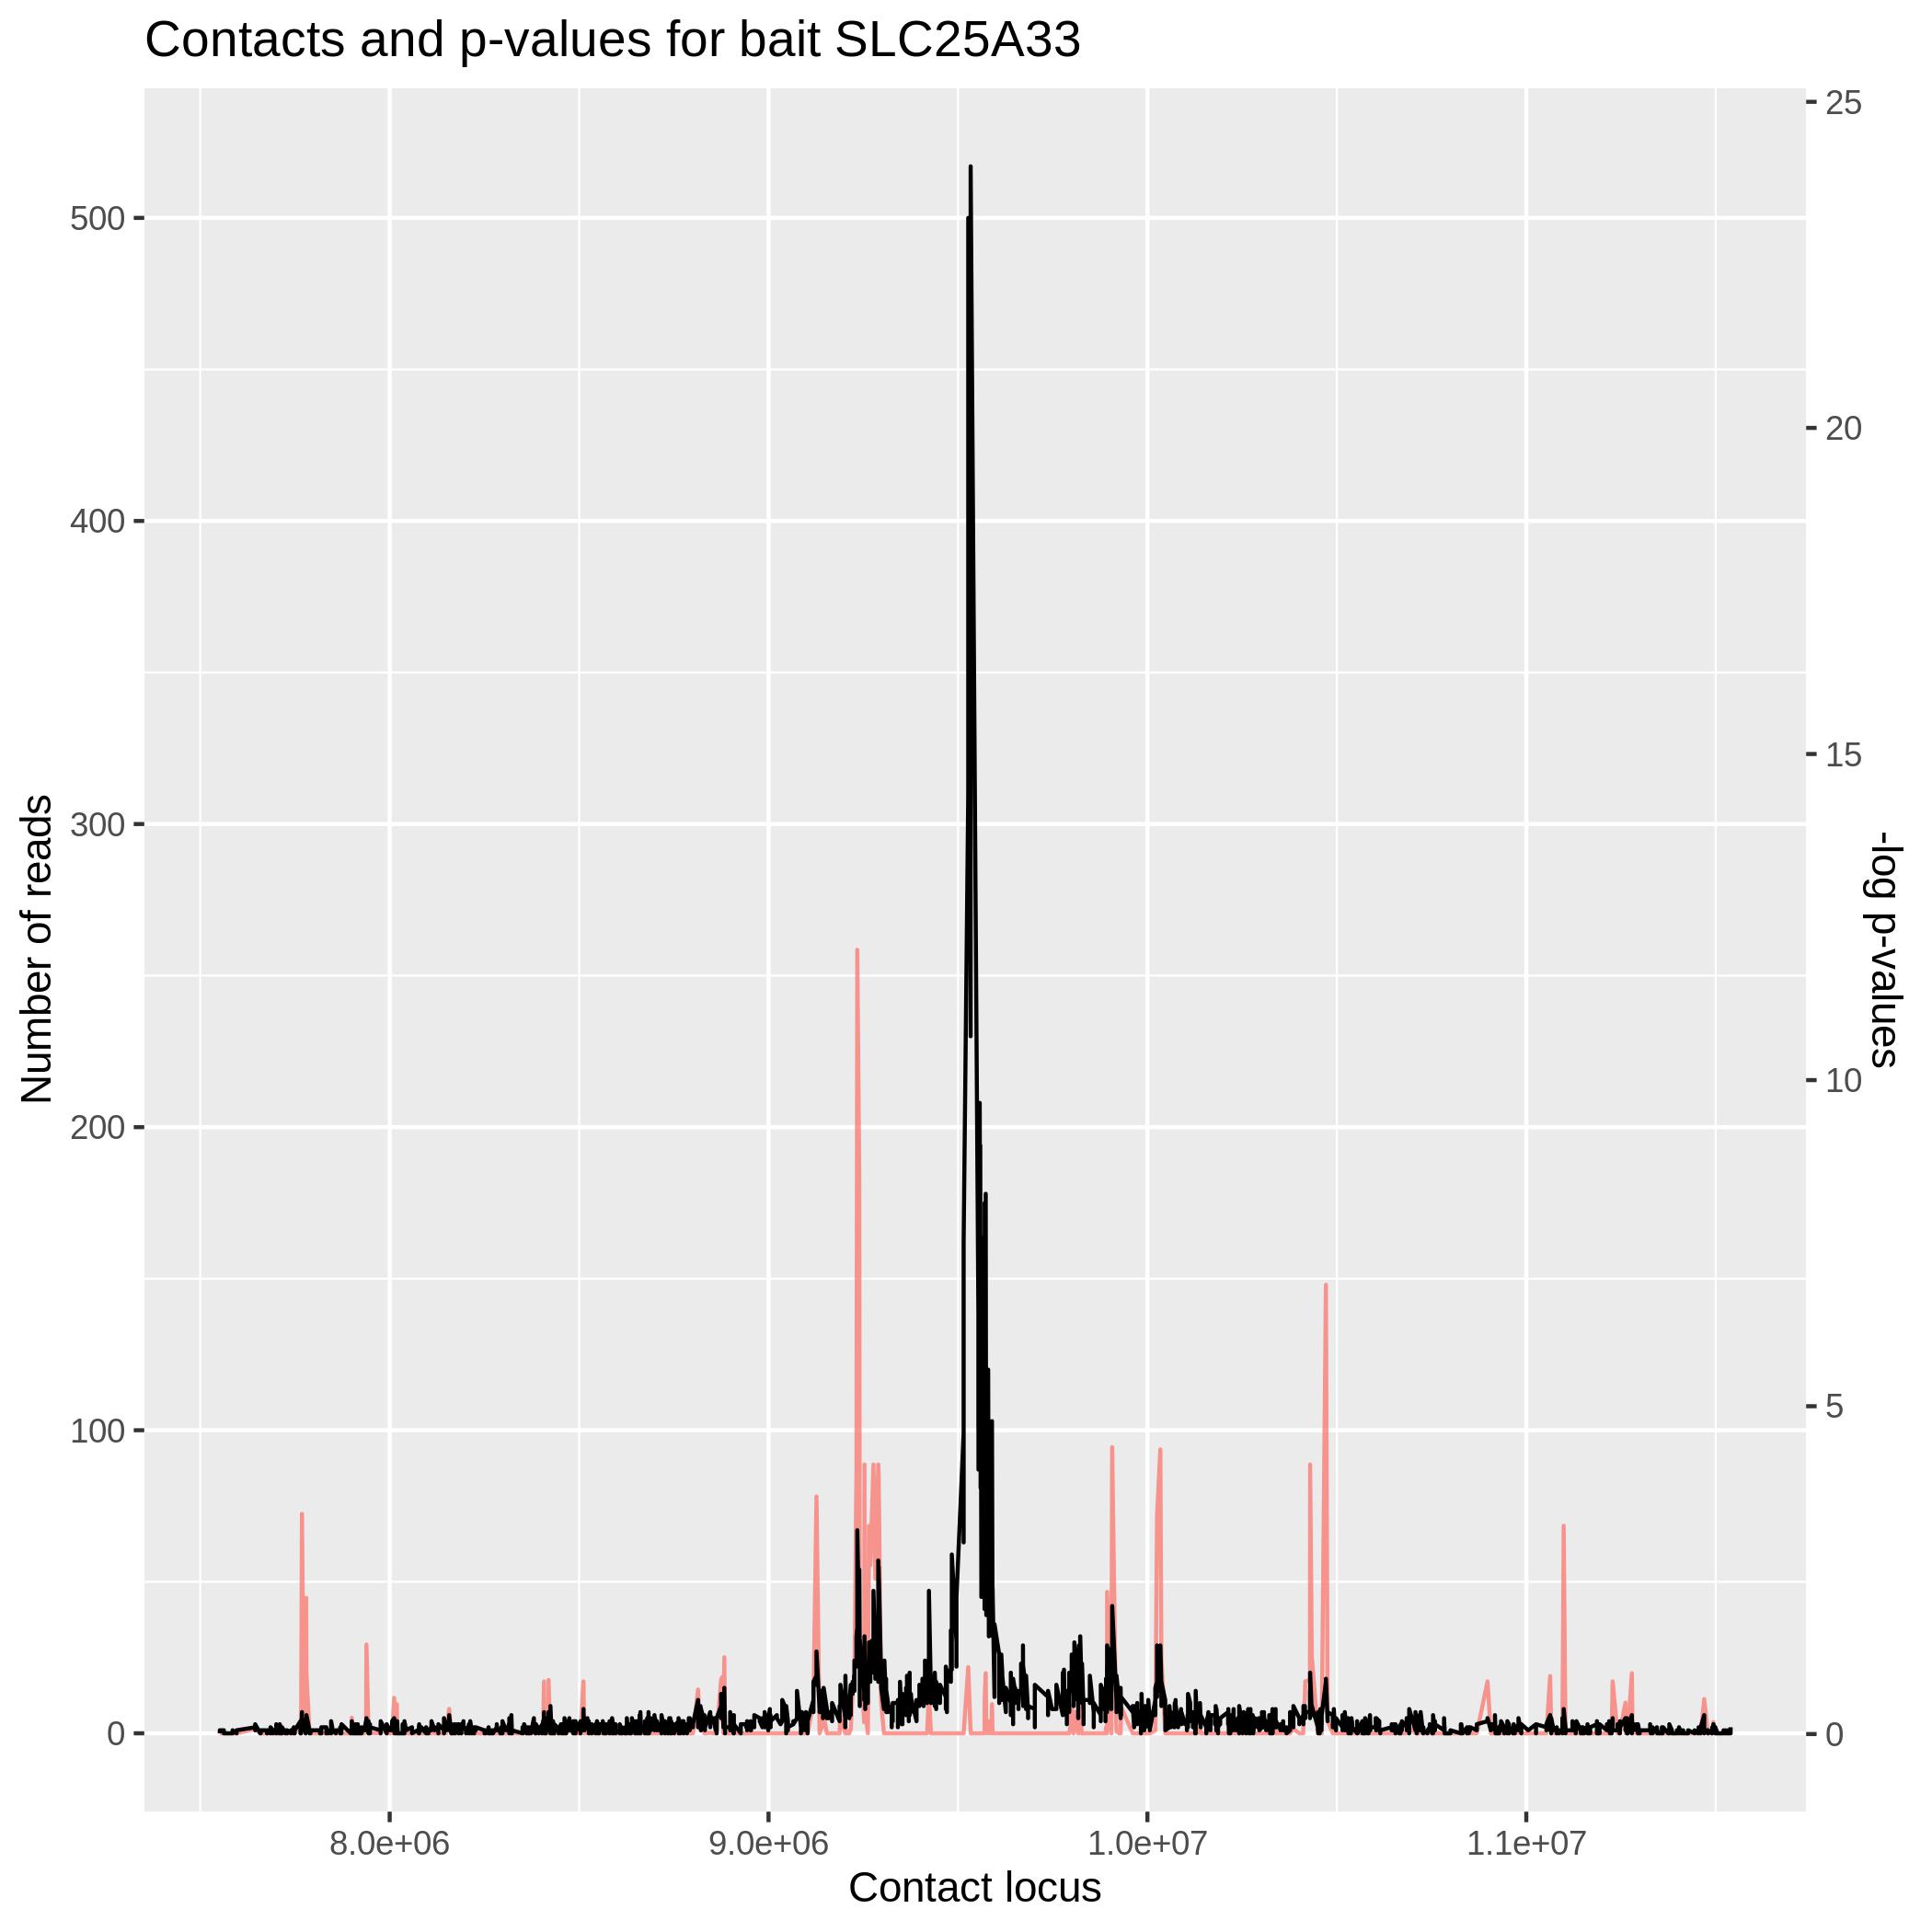 Contacts and p-values for bait SLC25A33
Number of reads
500
400
300
200
100
0
25
20
15
10
5
0
-log p-values
8.0e+06
9.0e+06
1.0e+07
1.1e+07
Contact locus